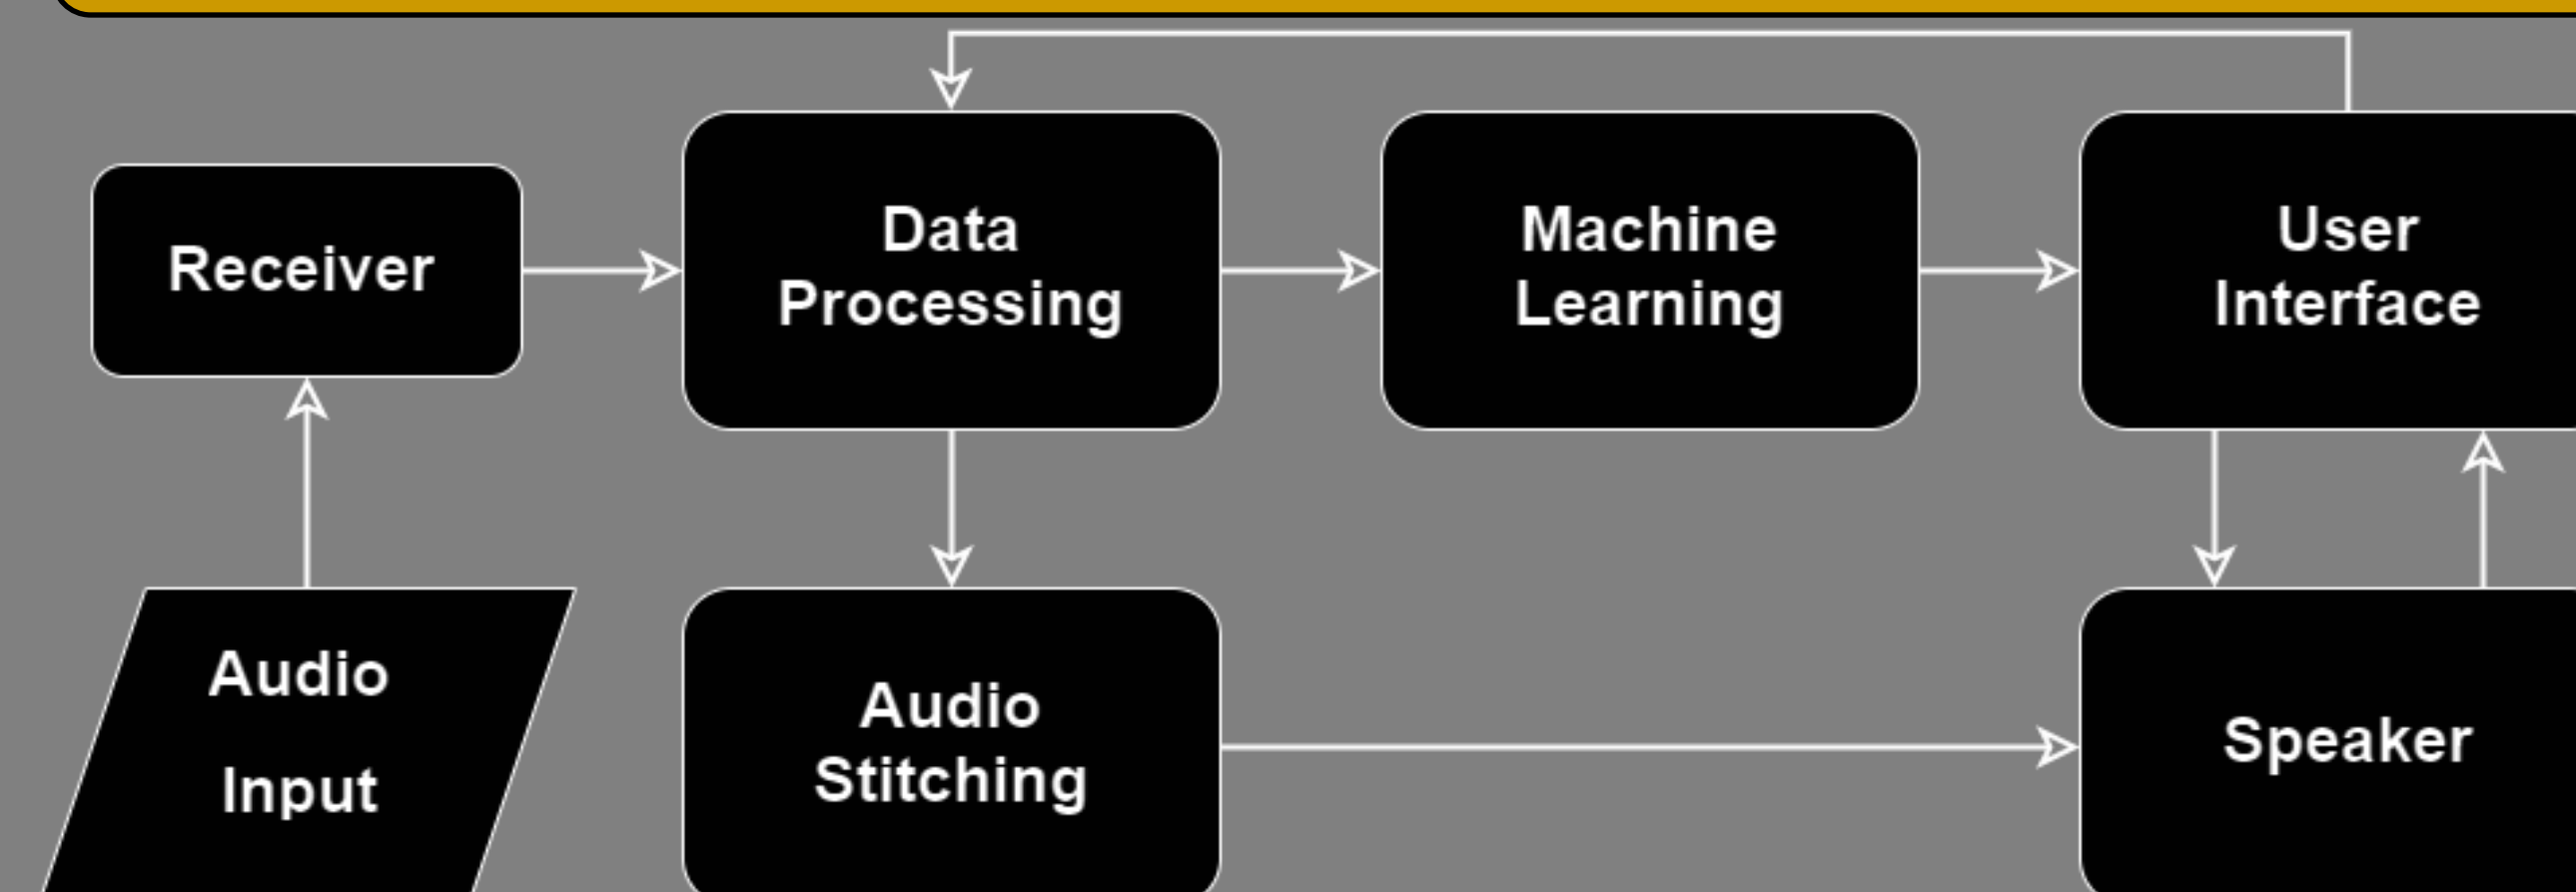 Receiver
Data
Processing
Machine
Learning
User
Interface
Audio
Input
Audio
Stitching
Speaker